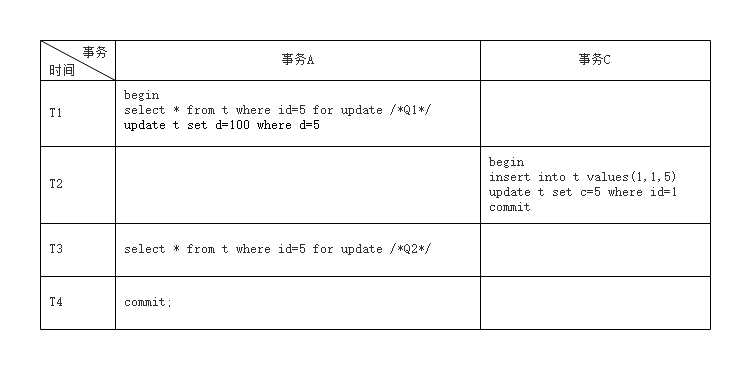 事务
时间
事务A
事务C
T1
begin
select * from t where id=5 for update /*Q1*/
update t set d=100 where d=5
T2
begin
insert into t values(1,1,5)
update t set c=5 where id=1
commit
T3
select * from t where id=5 for update /*Q2*/
T4
commit;